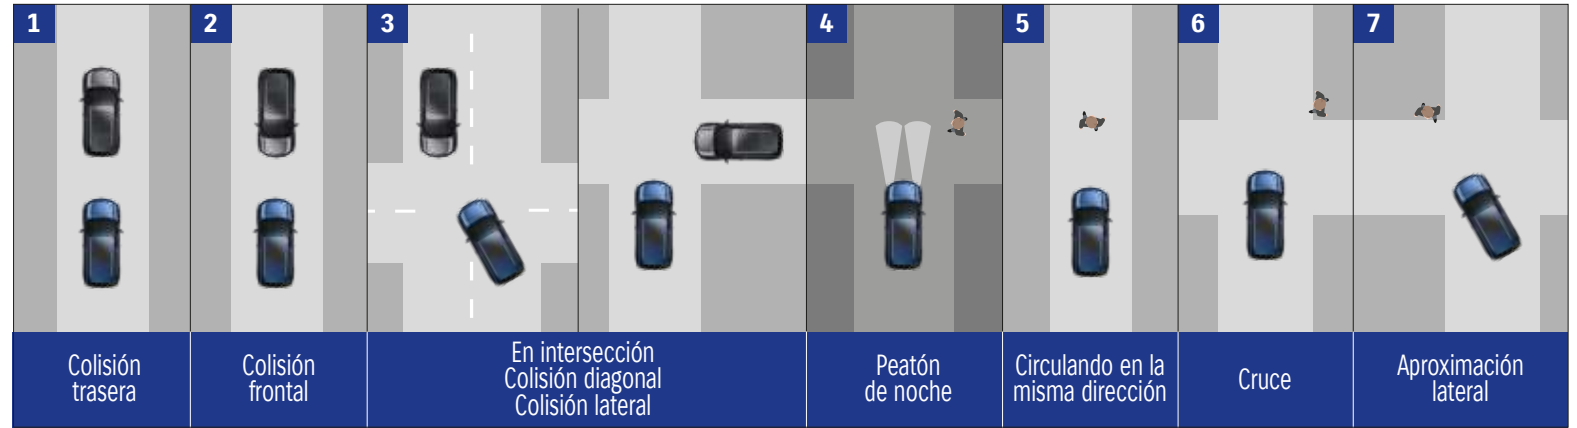 1
2
3
4
5
6
7
Colisión
trasera
Colisión
frontal
En intersección
Colisión diagonal
Colisión lateral
Peatón
de noche
Circulando en la
misma dirección
Cruce
Aproximación
lateral